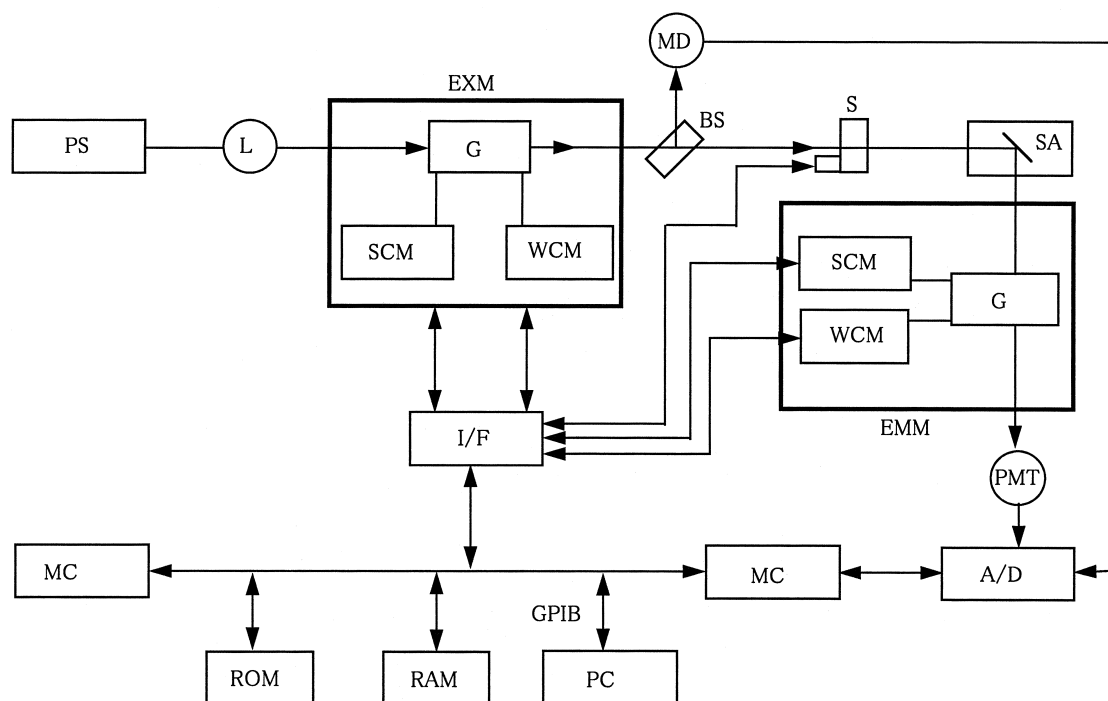 MD
EXM
BS
S
PS
L
G
SA
SCM
WCM
SCM
G
WCM
I/F
EMM
PMT
MC
MC
A/D
GPIB
ROM
RAM
PC